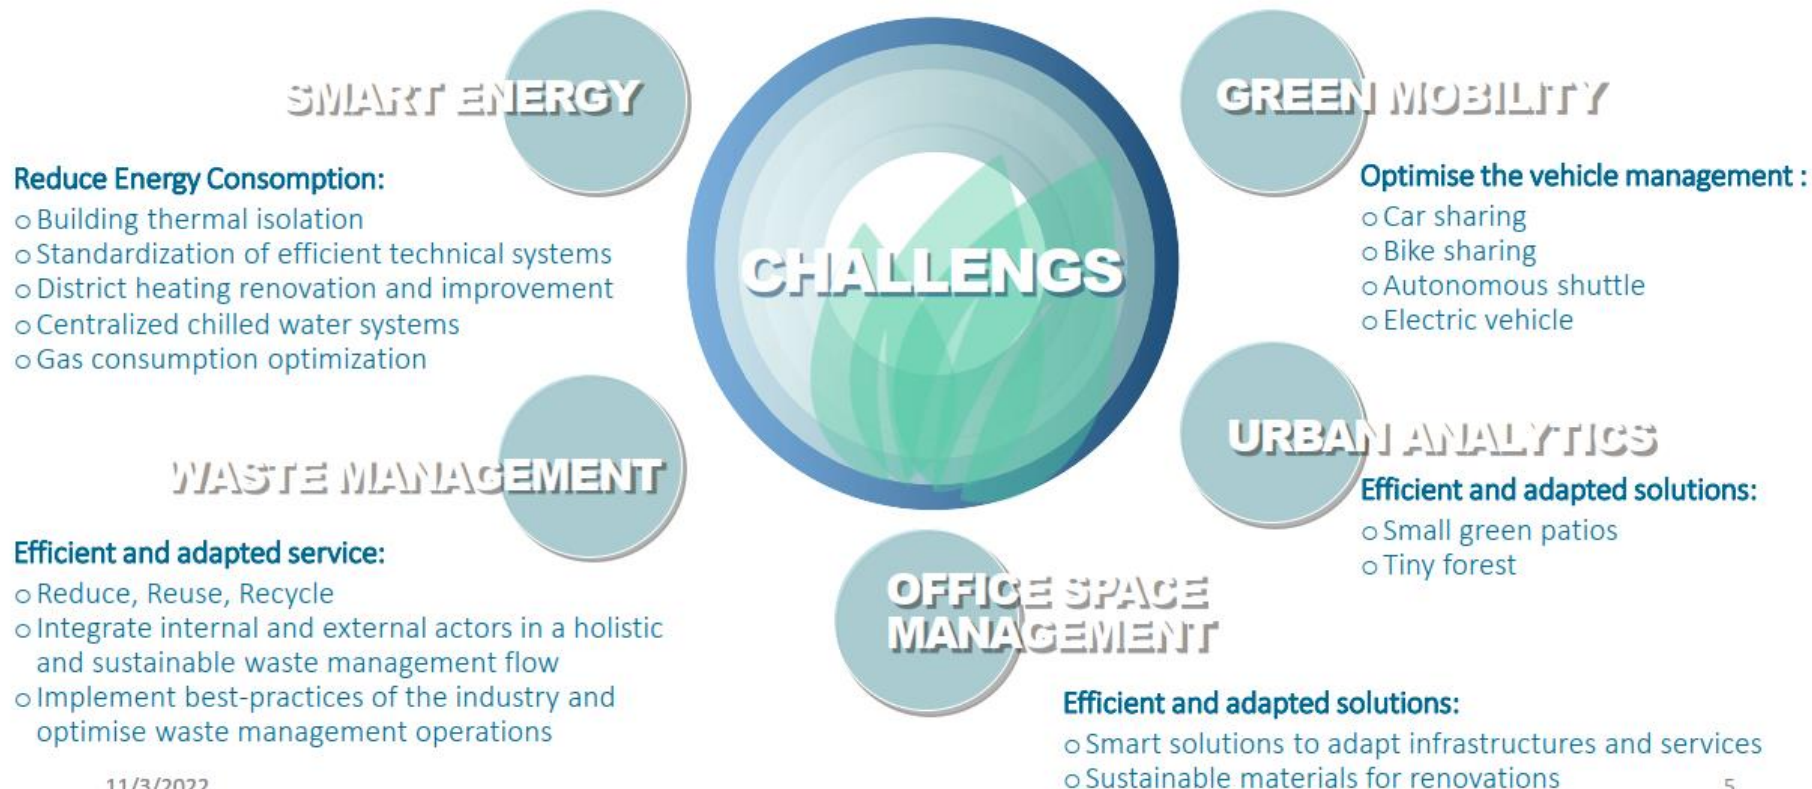 SMART ENERGY
Reduce Energy Consomption:
o Building thermal isolation
o Standardization of efficient technical systems
o District heating renovation and improvement
o Centralized chilled water systems
o Gas consumption optimization
WASTE MANAGEMENT
Efficient and adapted service:
o Reduce, Reuse, Recycle
o Integrate internal and external actors in a holistic
and sustainable waste management flow
o Implement best-practices of the industry and
optimise waste management operations
CHALLENGS
GREEN MOBILITY
Optimise the vehicle management :
o Car sharing
o Bike sharing
o Autonomous shuttle
o Electric vehicle
URBAN ANALYTICS
Efficient and adapted solutions:
o Small green patios
o Tiny forest
OFFICE SPACE
MANAGEMENT
Efficient and adapted solutions:
o Smart solutions to adapt infrastructures and services
o Sustainable materials for renovations
11/3/2022
5